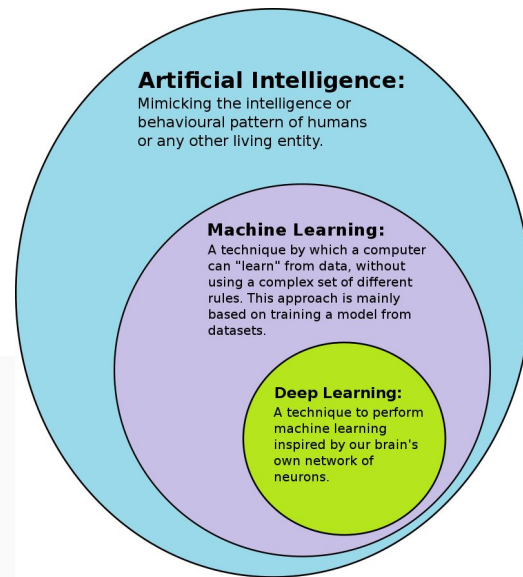 Artificial Intelligence:
Mimicking the intelligence or
behavioural pattern of humans
or any other living entity.
Machine Learning:
A technique by which a computer
can "learn" from data, without
using a complex set of different
rules. This approach is mainly
based on training a model from
datasets.
Deep Learning:
A technique to perform
machine learning
inspired by our brain's
own network of
neurons.